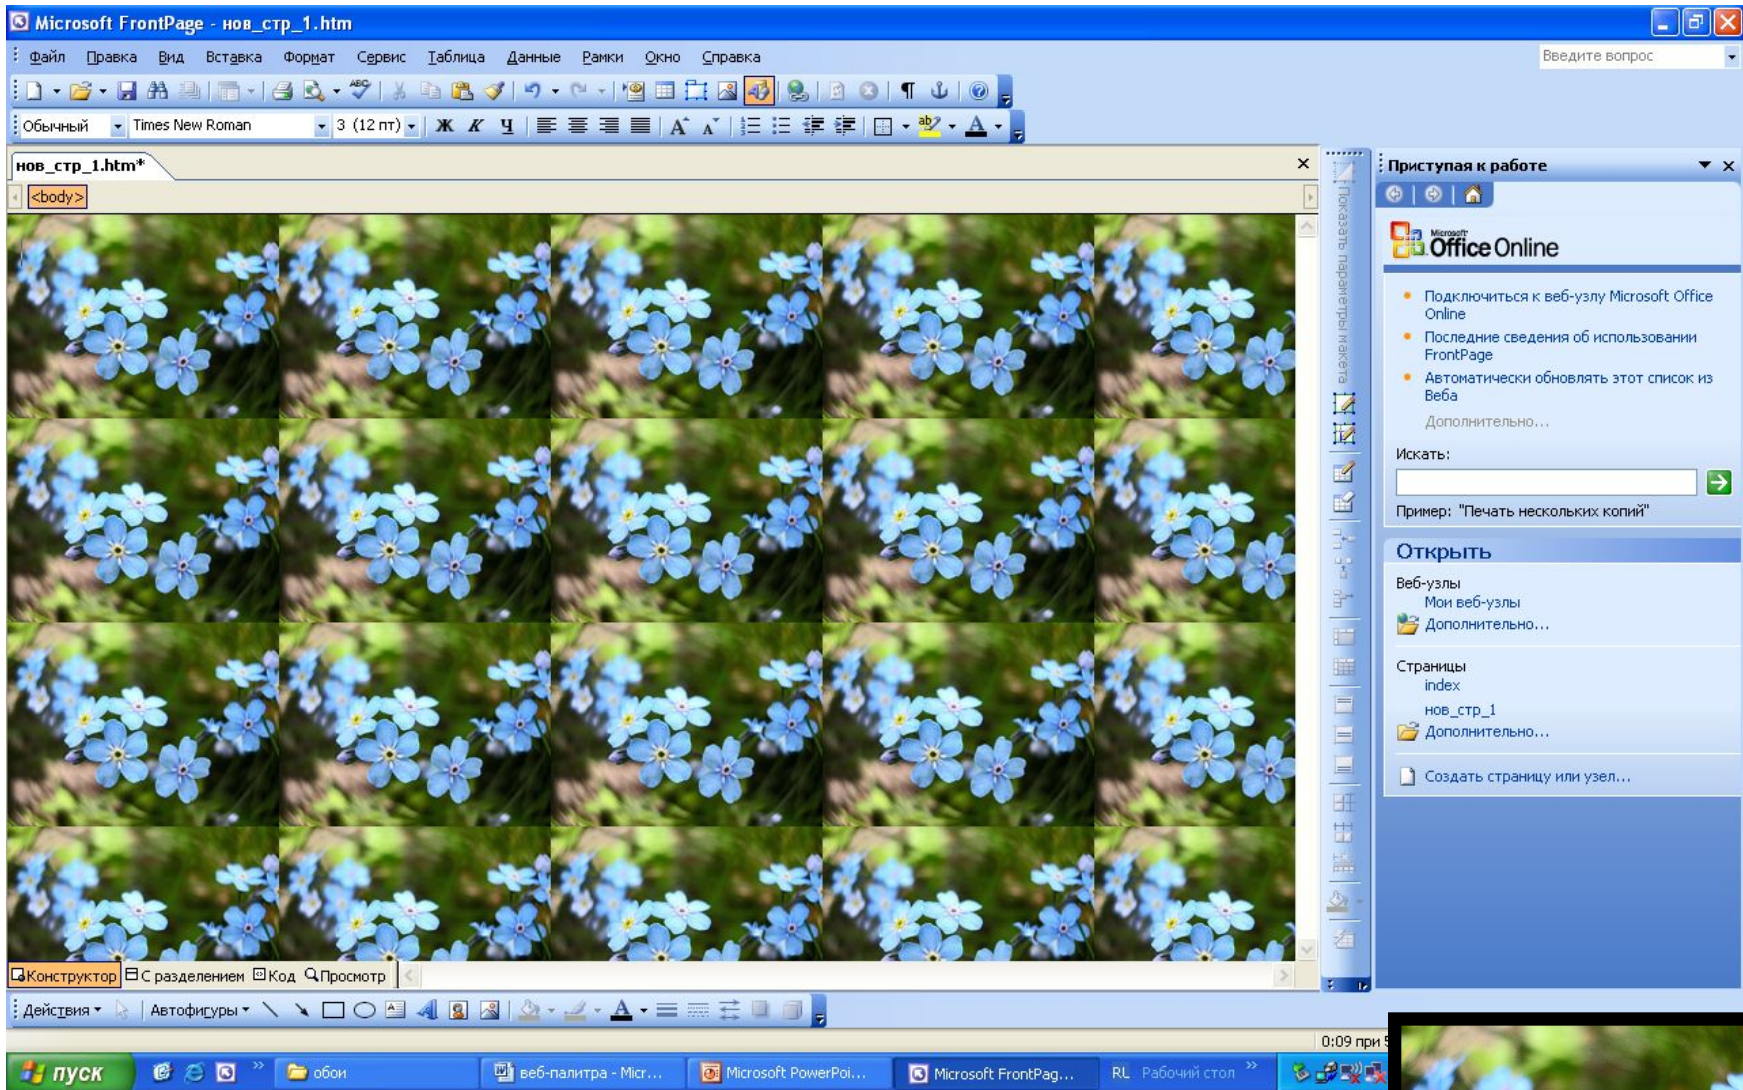 Microsoft FrontPage - нов_стр_1.htm
Файл Правка Вид Вставка Формат Сервис Таблица Данные Рамки Окно Справка
Введите вопрос
Обычный Times New Roman 3 (12 пт) Ж К Ч
нов_стр_1.htm*
<body>
Показать параметры макета
Приступая к работе
Microsoft
Office Online
Подключиться к веб-узлу Microsoft Office
Online
Последние сведения об использовании
FrontPage
Автоматически обновлять этот список из
Веба
Дополнительно...
Искать:
Пример: "Печать нескольких копий"
Открыть
Веб-узлы
Мои веб-узлы
Дополнительно...
Страницы
index
нов_стр_1
Дополнительно...
Создать страницу или узел...
Конструктор С разделением Код Просмотр
Действия Автофигуры
0:09 при
пуск обои веб-палитра - Micr... Microsoft PowerPoi... Microsoft FrontPag... RL Рабочий стол